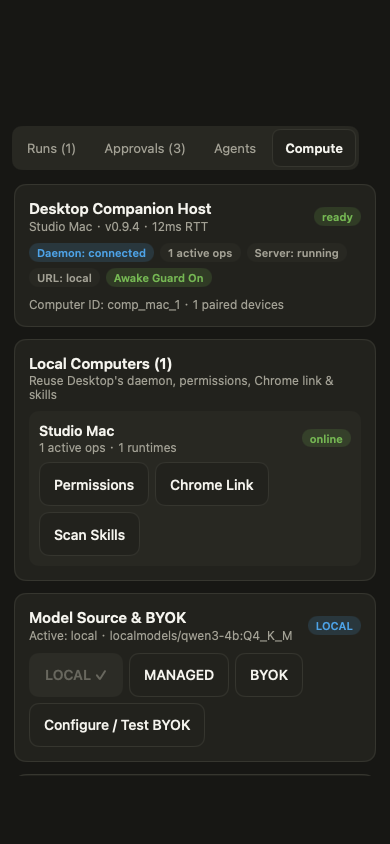 Runs (1) Approvals (3) Agents Compute
Desktop Companion Host
ready
Studio Mac · v0.9.4 · 12ms RTT
Daemon: connected 1 active ops Server: running
URL: local Awake Guard On
Computer ID: comp_mac_1 · 1 paired devices
Local Computers (1)
Reuse Desktop's daemon, permissions, Chrome link &
skills
Studio Mac
online
1 active ops · 1 runtimes
Permissions Chrome Link
Scan Skills
Model Source & BYOK
LOCAL
Active: local · localmodels/qwen3-4b:Q4_K_M
LOCAL ✓ MANAGED BYOK
Configure / Test BYOK